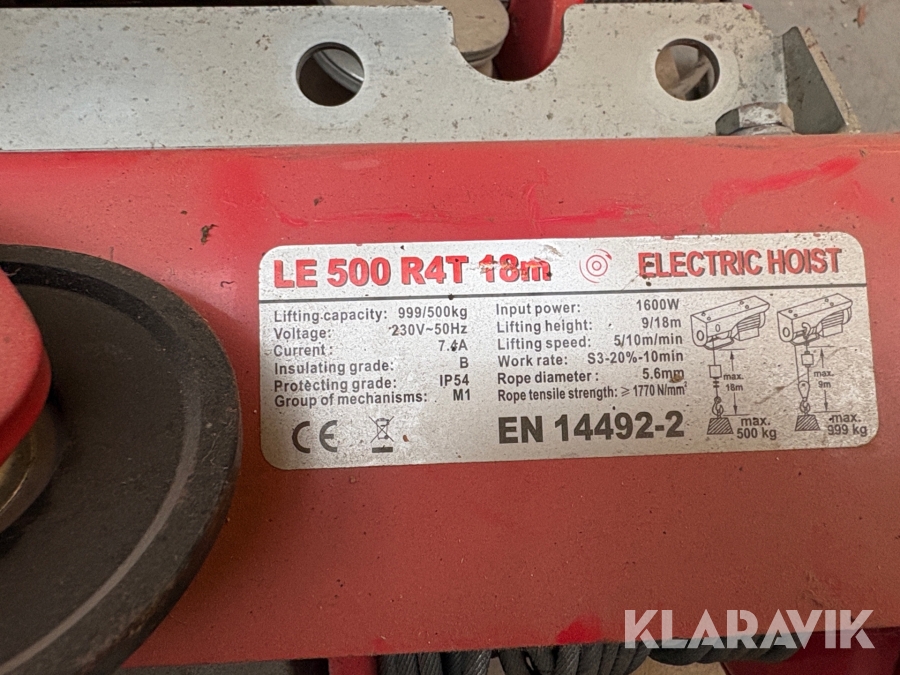 LE 500 R4T 18m
ELECTRIC HOIST
Lifting capacity: 999/500kg
Voltage: 230V~50Hz
Current: 7.4A
Insulating grade: B
Protecting grade: IP54
Group of mechanisms: M1
Input power: 1600W
Lifting height: 9/18m
Lifting speed: 5/10m/min
Work rate: S3-20%-10min
Rope diameter: 5.6mm
Rope tensile strength: ≥1770 N/mm²
CE
EN 14492-2
max.
18m
max.
500 kg
max.
9m
max.
999 kg
KLARAVIK